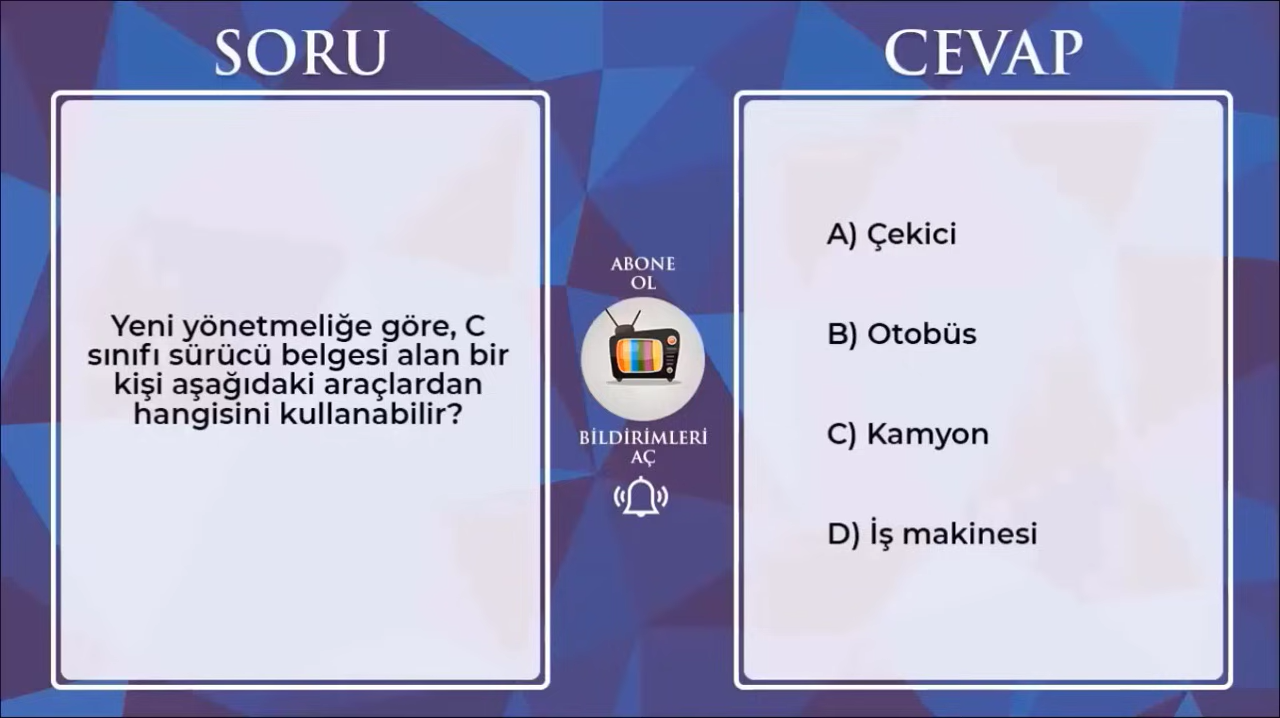 SORU
Yeni yönetmeliğe göre, C
sınıfı sürücü belgesi alan bir
kişi aşağıdaki araçlardan
hangisini kullanabilir?
ABONE
OL
BİLDİRİMLERİ
AÇ
CEVAP
A) Çekici
B) Otobüs
C) Kamyon
D) İş makinesi